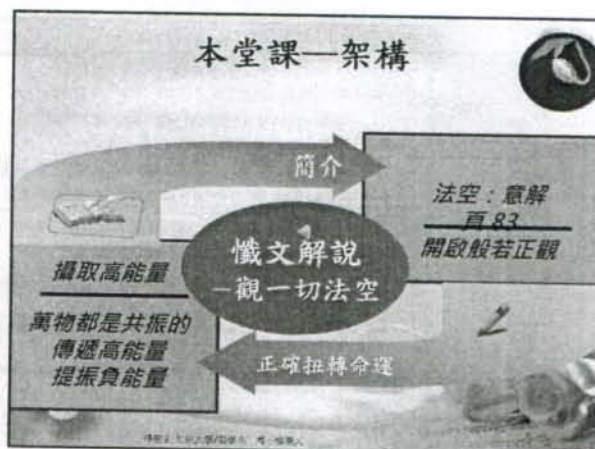 本堂課—架構
簡介
法空：意解
頁 83
開啟般若正觀
懺文解說
–觀一切法空
攝取高能量
萬物都是共振的
傳遞高能量
提振負能量
正確扭轉命運